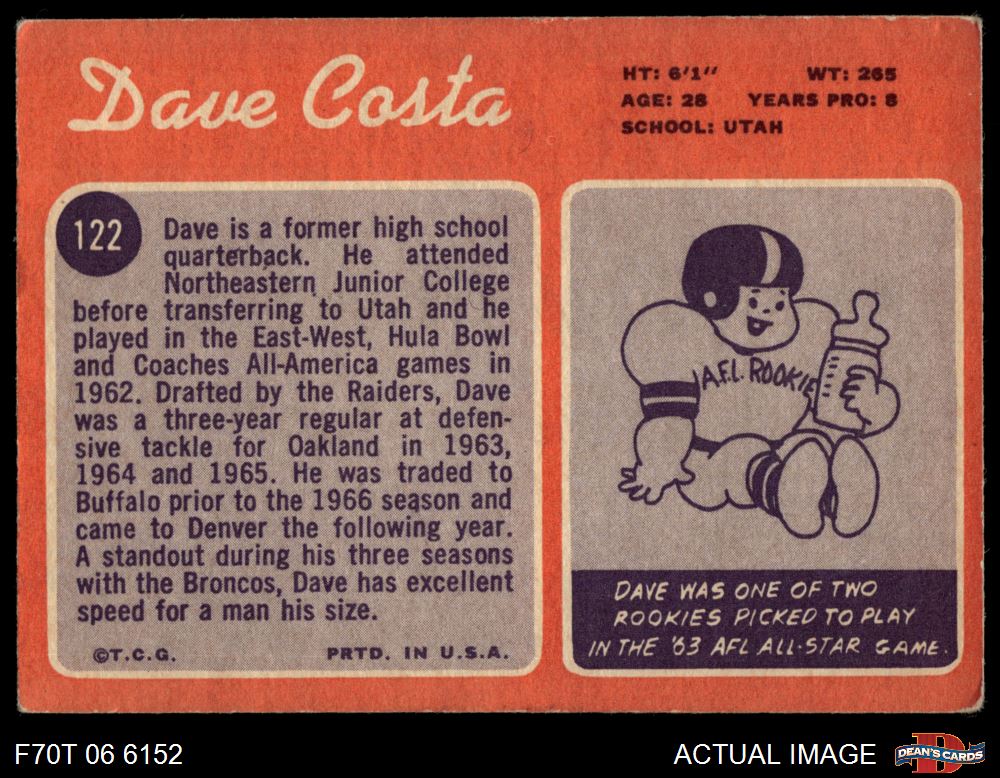 Dave Costa
HT: 6'1" WT: 265
AGE: 28 YEARS PRO: 8
SCHOOL: UTAH
122
Dave is a former high school
quarterback. He attended
Northeastern Junior College
before transferring to Utah and he
played in the East-West, Hula Bowl
and Coaches All-America games in
1962. Drafted by the Raiders, Dave
was a three-year regular at defen-
sive tackle for Oakland in 1963,
1964 and 1965. He was traded to
Buffalo prior to the 1966 season and
came to Denver the following year.
A standout during his three seasons
with the Broncos, Dave has excellent
speed for a man his size.
©T.C.G. PRTD. IN U.S.A.
A.F.L. ROOKIE
DAVE WAS ONE OF TWO
ROOKIES PICKED TO PLAY
IN THE '63 AFL ALL-STAR GAME.
F70T 06 6152
ACTUAL IMAGE
D
DEAN'S CARDS